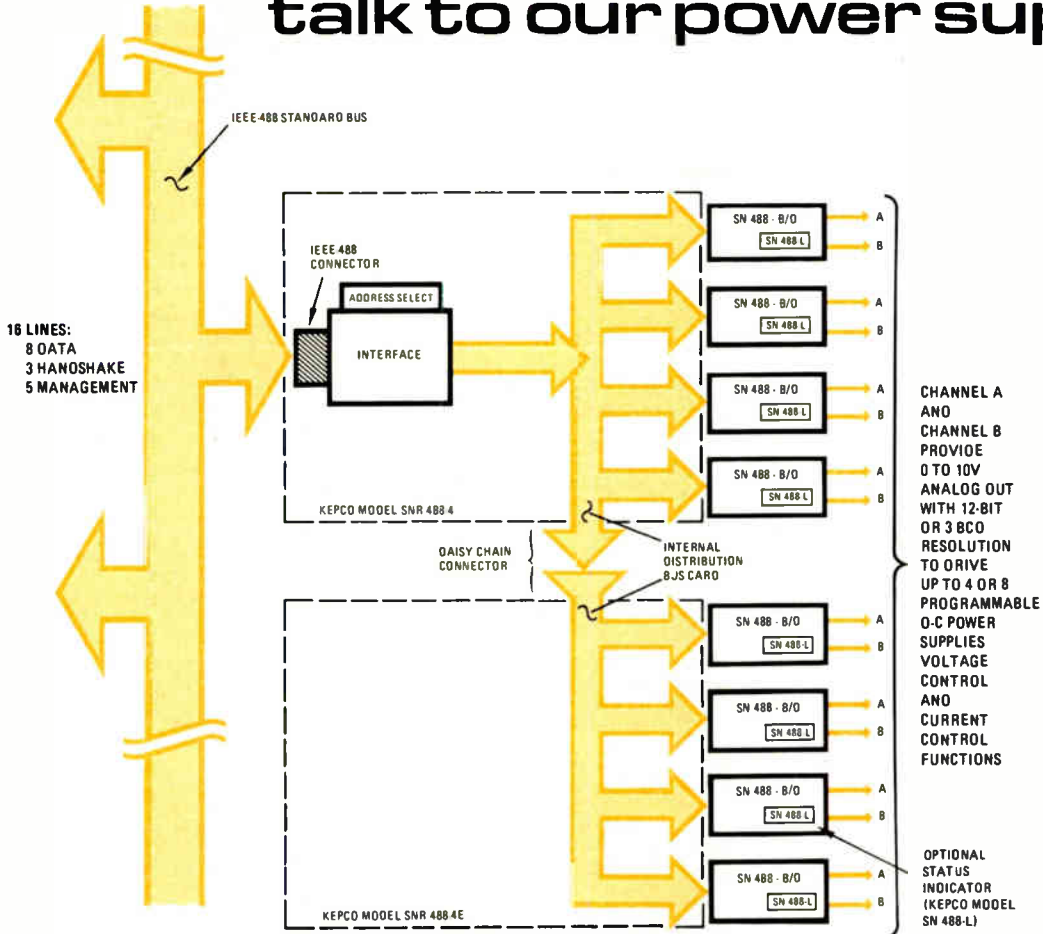 talk to our power sup
IEEE-488 STANDARD BUS
IEEE-488
CONNECTOR
ADDRESS SELECT
INTERFACE
16 LINES:
8 DATA
3 HANDSHAKE
5 MANAGEMENT
KEPCO MODEL SNR 488-4
DAISY CHAIN
CONNECTOR
INTERNAL
DISTRIBUTION
BUS CARD
KEPCO MODEL SNR 488-4E
SN 488 - B/D
SN 488 L
A
B
SN 488 - B/D
SN 488 L
A
B
SN 488 - B/D
SN 488 L
A
B
SN 488 - B/D
SN 488 L
A
B
SN 488 - B/D
SN 488-L
A
B
SN 488 - B/D
SN 488 L
A
B
SN 488 - B/D
SN 488 L
A
B
SN 488 - B/D
SN 488-L
A
B
CHANNEL A
AND
CHANNEL B
PROVIDE
0 TO 10V
ANALOG OUT
WITH 12-BIT
OR 3 BCD
RESOLUTION
TO DRIVE
UP TO 4 OR 8
PROGRAMMABLE
D-C POWER
SUPPLIES
VOLTAGE
CONTROL
AND
CURRENT
CONTROL
FUNCTIONS
OPTIONAL
STATUS
INDICATOR
(KEPCO MODEL
SN 488-L)